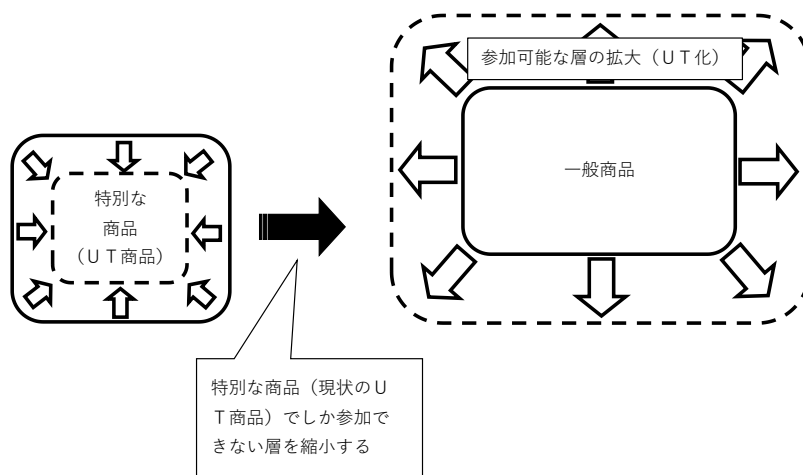 参加可能な層の拡大（ＵＴ化）
一般商品
特別な
商品
（ＵＴ商品）
特別な商品（現状のＵ
Ｔ商品）でしか参加で
きない層を縮小する